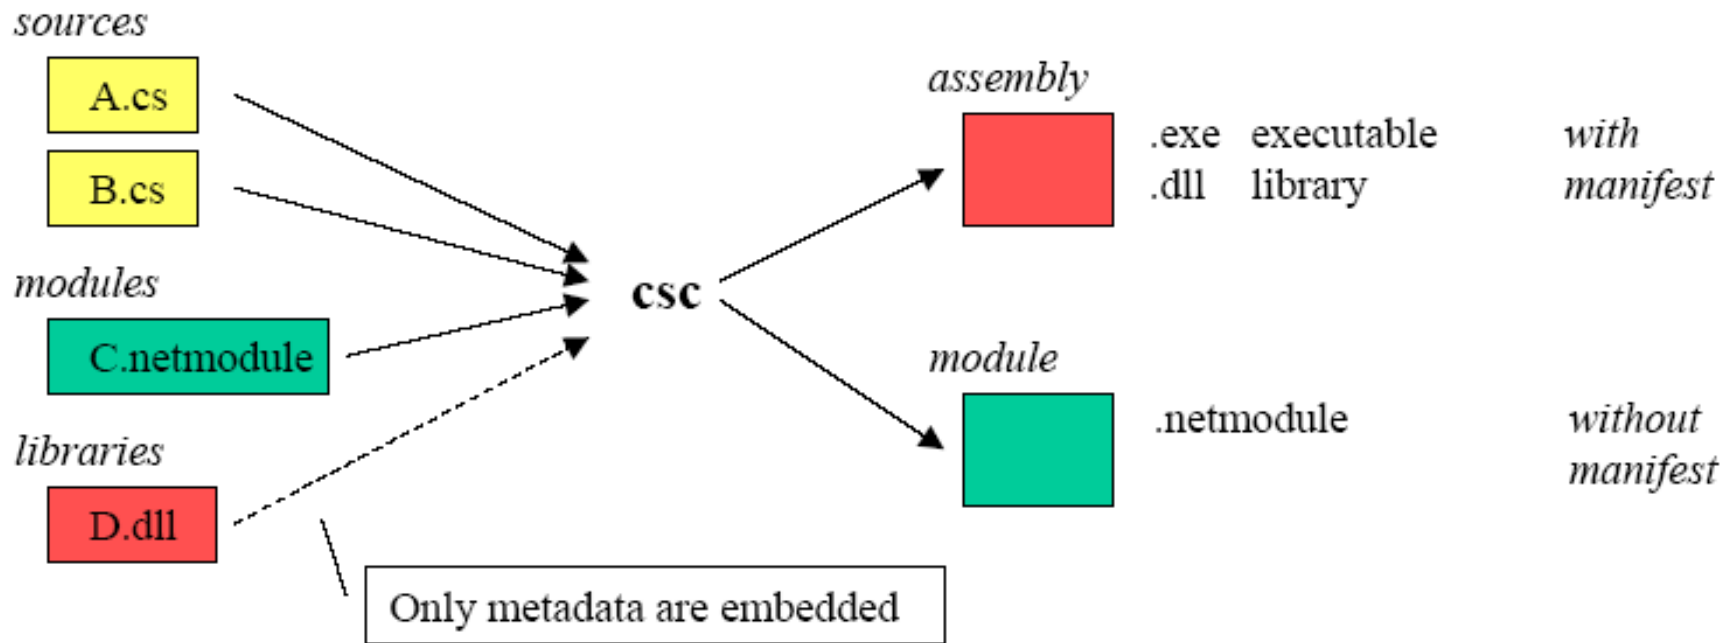 sources
A.cs
B.cs
modules
C.netmodule
libraries
D.dll
Only metadata are embedded
csc
assembly
.exe executable with
.dll library manifest
module
.netmodule without
manifest